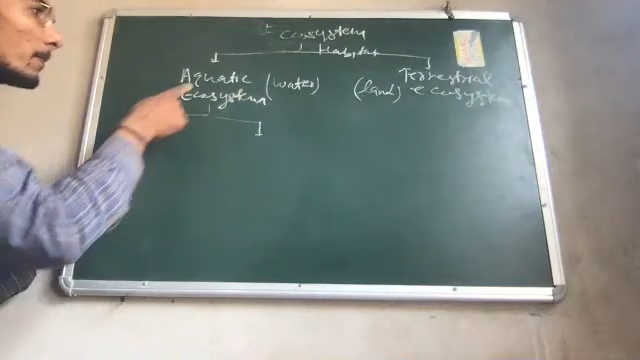 Ecosystem
Habitat
Aquatic (water) Terrestrial
Ecosystem (land) ecosystem